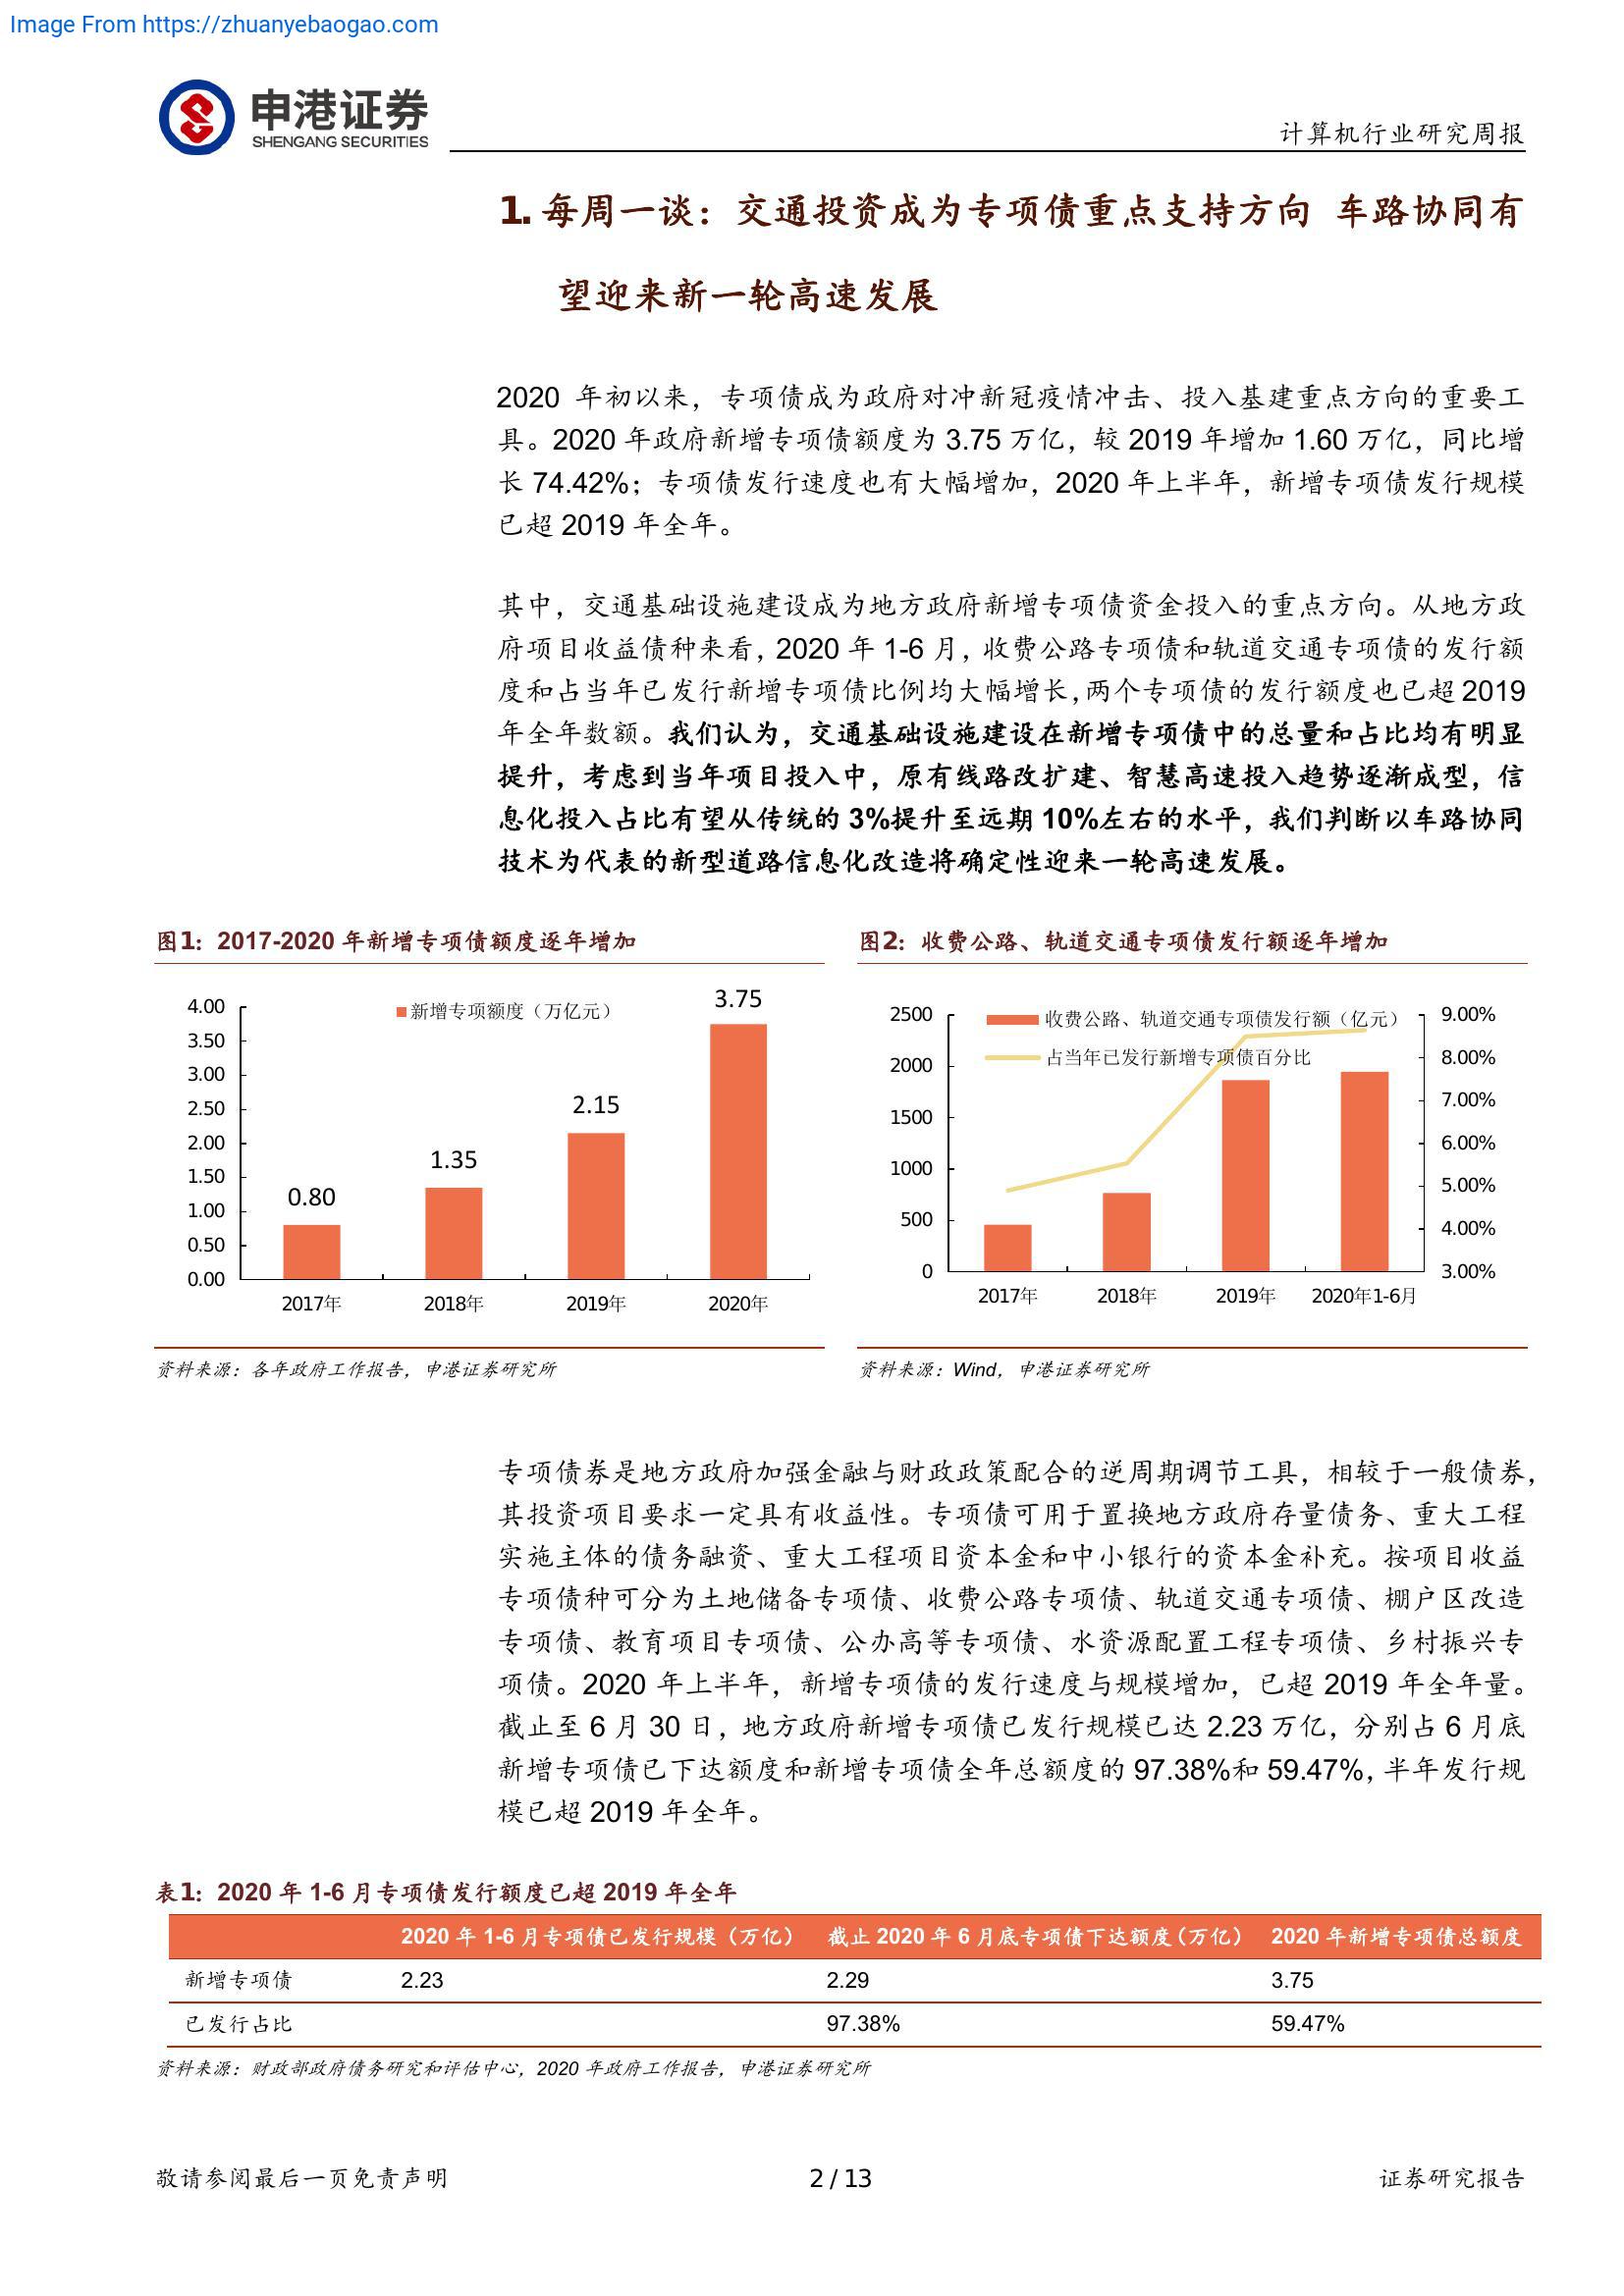 Image From https://zhuanyebaogao.com
申港证券
SHENGANG SECURITIES
计算机行业研究周报
1. 每周一谈：交通投资成为专项债重点支持方向 车路协同有
望迎来新一轮高速发展
2020 年初以来，专项债成为政府对冲新冠疫情冲击、投入基建重点方向的重要工
具。2020 年政府新增专项债额度为 3.75 万亿，较 2019 年增加 1.60 万亿，同比增
长 74.42%；专项债发行速度也有大幅增加，2020 年上半年，新增专项债发行规模
已超 2019 年全年。
其中，交通基础设施建设成为地方政府新增专项债资金投入的重点方向。从地方政
府项目收益债种来看，2020 年 1-6 月，收费公路专项债和轨道交通专项债的发行额
度和占当年已发行新增专项债比例均大幅增长，两个专项债的发行额度也已超 2019
年全年数额。我们认为，交通基础设施建设在新增专项债中的总量和占比均有明显
提升，考虑到当年项目投入中，原有线路改扩建、智慧高速投入趋势逐渐成型，信
息化投入占比有望从传统的 3%提升至远期 10%左右的水平，我们判断以车路协同
技术为代表的新型道路信息化改造将确定性迎来一轮高速发展。
图1：2017-2020 年新增专项债额度逐年增加
新增专项额度（万亿元）
4.00
3.50
3.00
2.50
2.00
1.50
1.00
0.50
0.00
0.80
1.35
2.15
3.75
2017年 2018年 2019年 2020年
资料来源：各年政府工作报告，申港证券研究所
图2：收费公路、轨道交通专项债发行额逐年增加
收费公路、轨道交通专项债发行额（亿元）
占当年已发行新增专项债百分比
2500
2000
1500
1000
500
0
9.00%
8.00%
7.00%
6.00%
5.00%
4.00%
3.00%
2017年 2018年 2019年 2020年1-6月
资料来源：Wind，申港证券研究所
专项债券是地方政府加强金融与财政政策配合的逆周期调节工具，相较于一般债券，
其投资项目要求一定具有收益性。专项债可用于置换地方政府存量债务、重大工程
实施主体的债务融资、重大工程项目资本金和中小银行的资本金补充。按项目收益
专项债种可分为土地储备专项债、收费公路专项债、轨道交通专项债、棚户区改造
专项债、教育项目专项债、公办高等专项债、水资源配置工程专项债、乡村振兴专
项债。2020 年上半年，新增专项债的发行速度与规模增加，已超 2019 年全年量。
截止至 6 月 30 日，地方政府新增专项债已发行规模已达 2.23 万亿，分别占 6 月底
新增专项债已下达额度和新增专项债全年总额度的 97.38%和 59.47%，半年发行规
模已超 2019 年全年。
表1：2020 年 1-6 月专项债发行额度已超 2019 年全年
2020 年 1-6 月专项债已发行规模（万亿） 截止 2020 年 6 月底专项债下达额度（万亿） 2020 年新增专项债总额度
新增专项债 2.23 2.29 3.75
已发行占比 97.38% 59.47%
资料来源：财政部政府债务研究和评估中心，2020 年政府工作报告，申港证券研究所
敬请参阅最后一页免责声明 2 / 13 证券研究报告